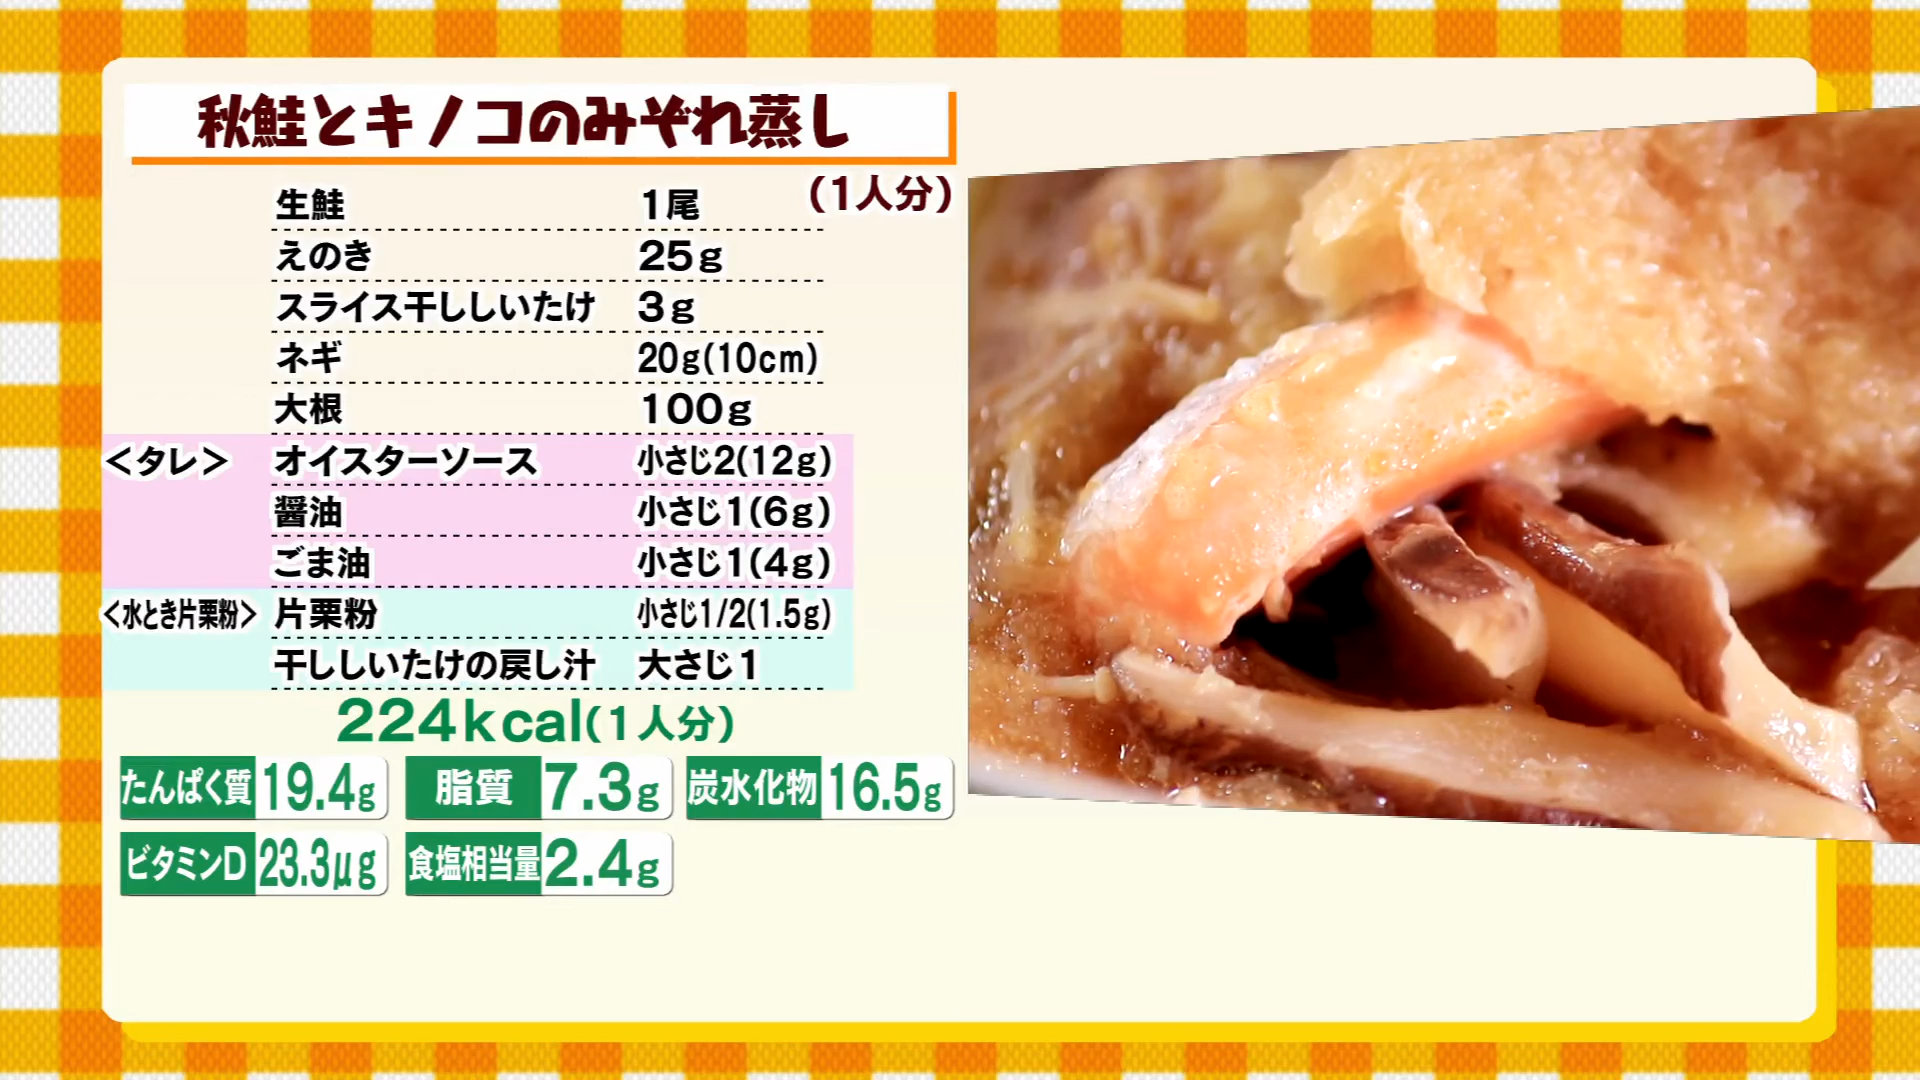 秋鮭とキノコのみぞれ蒸し
(1人分)
生鮭 1尾
えのき 25g
スライス干ししいたけ 3g
ネギ 20g(10cm)
大根 100g
<タレ> オイスターソース 小さじ2(12g)
醤油 小さじ1(6g)
ごま油 小さじ1(4g)
<水とき片栗粉> 片栗粉 小さじ1/2(1.5g)
干ししいたけの戻し汁 大さじ1
224kcal(1人分)
たんぱく質 19.4g 脂質 7.3g 炭水化物 16.5g
ビタミンD 23.3μg 食塩相当量 2.4g